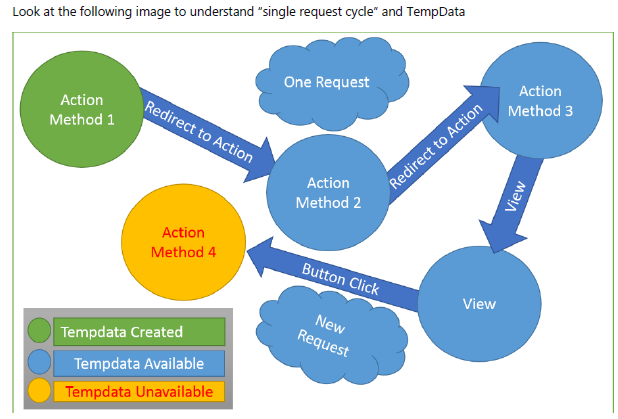 Look at the following image to understand “single request cycle” and TempData
Action
Method 1
Redirect to Action
One Request
Action
Method 2
Redirect to Action
Action
Method 3
View
View
Button Click
New
Request
Action
Method 4
Tempdata Created
Tempdata Available
Tempdata Unavailable